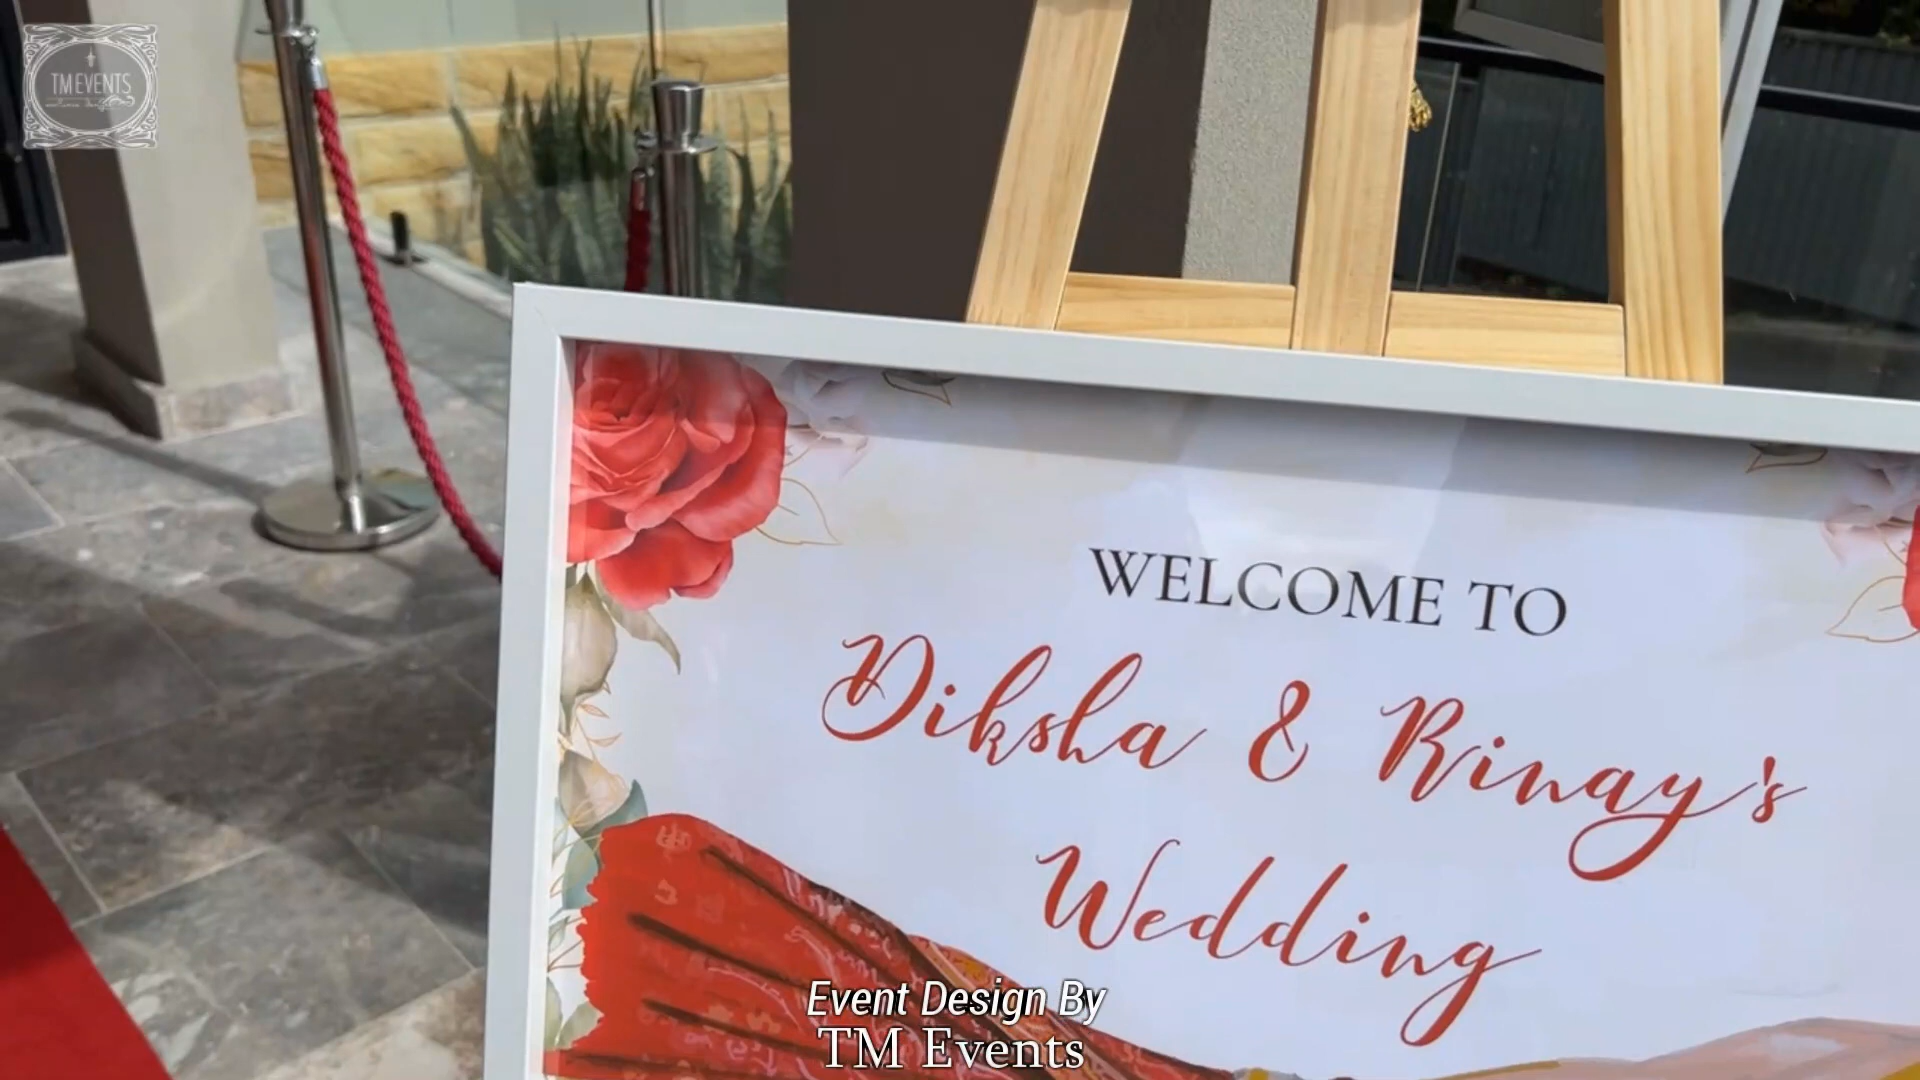 TM EVENTS
WELCOME TO
Diksha & Rinay's
Wedding
Event Design By
TM Events